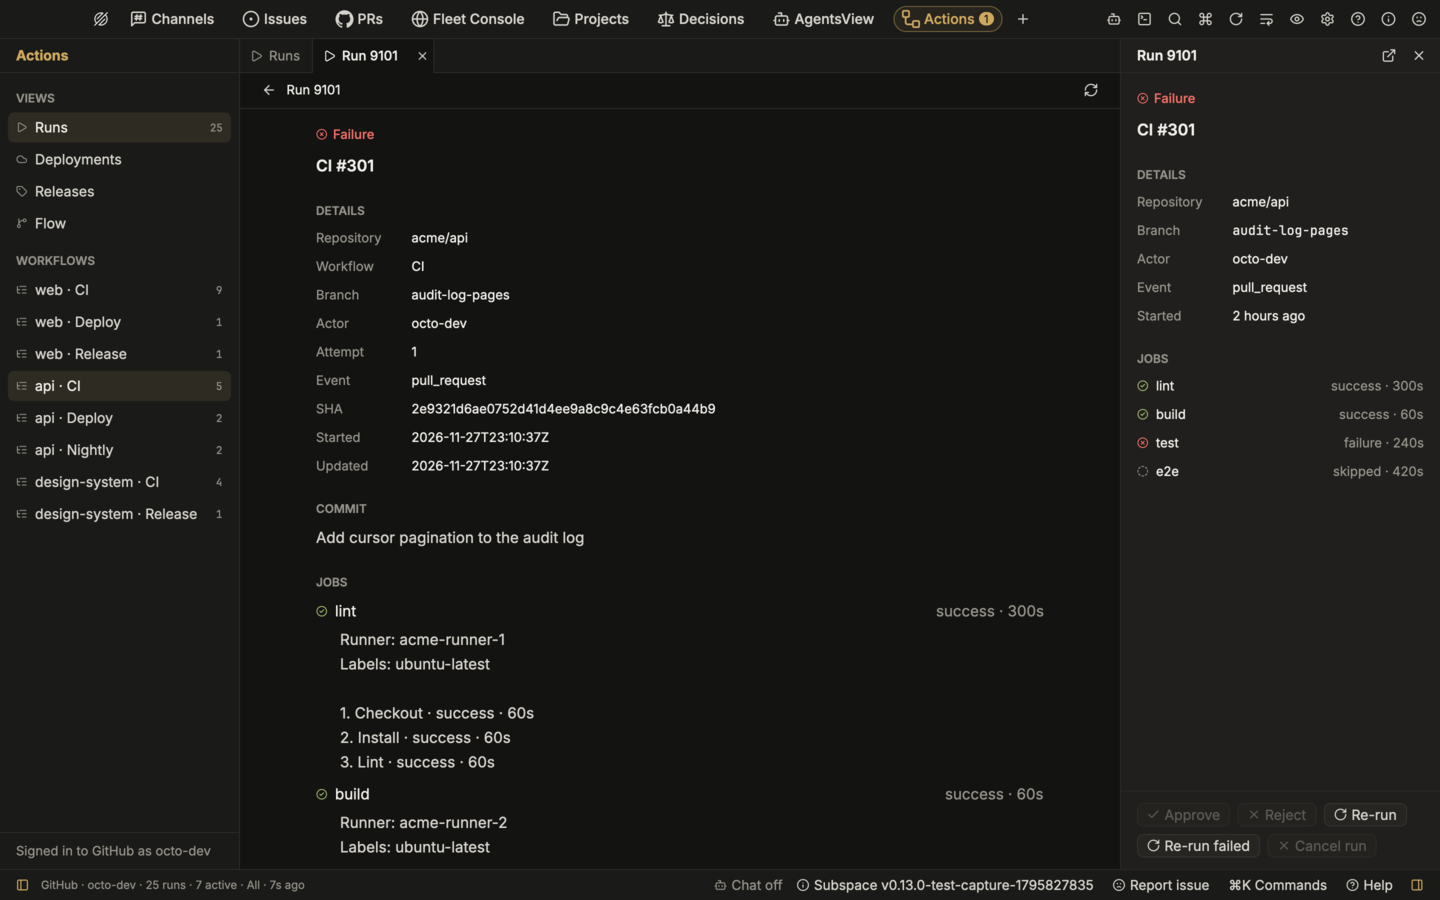 Channels
Issues
PRs
Fleet Console
Projects
Decisions
AgentsView
Actions 1
Actions
VIEWS
Runs 25
Deployments
Releases
Flow
WORKFLOWS
web · CI 9
web · Deploy 1
web · Release 1
api · CI 5
api · Deploy 2
api · Nightly 2
design-system · CI 4
design-system · Release 1
Signed in to GitHub as octo-dev
Runs
Run 9101
Run 9101
Failure
CI #301
DETAILS
Repository acme/api
Workflow CI
Branch audit-log-pages
Actor octo-dev
Attempt 1
Event pull_request
SHA 2e9321d6ae0752d41d4ee9a8c9c4e63fcb0a44b9
Started 2026-11-27T23:10:37Z
Updated 2026-11-27T23:10:37Z
COMMIT
Add cursor pagination to the audit log
JOBS
lint success · 300s
Runner: acme-runner-1
Labels: ubuntu-latest
1. Checkout · success · 60s
2. Install · success · 60s
3. Lint · success · 60s
build success · 60s
Runner: acme-runner-2
Labels: ubuntu-latest
Run 9101
Failure
CI #301
DETAILS
Repository acme/api
Branch audit-log-pages
Actor octo-dev
Event pull_request
Started 2 hours ago
JOBS
lint success · 300s
build success · 60s
test failure · 240s
e2e skipped · 420s
Approve
Reject
Re-run
Re-run failed
Cancel run
GitHub · octo-dev · 25 runs · 7 active · All · 7s ago
Chat off
Subspace v0.13.0-test-capture-1795827835
Report issue
⌘K Commands
Help